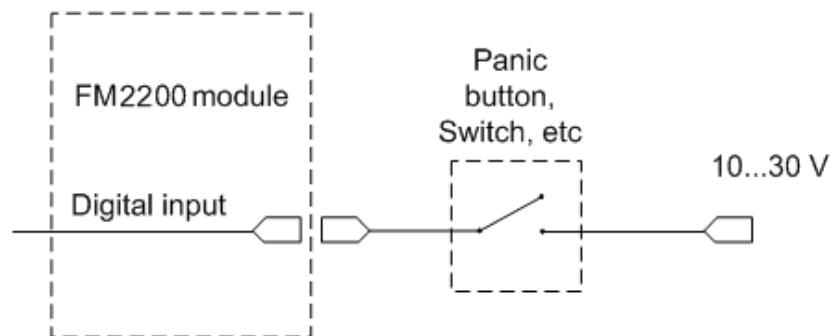 FM2200 module
Digital input
Panic
button,
Switch, etc
10...30 V